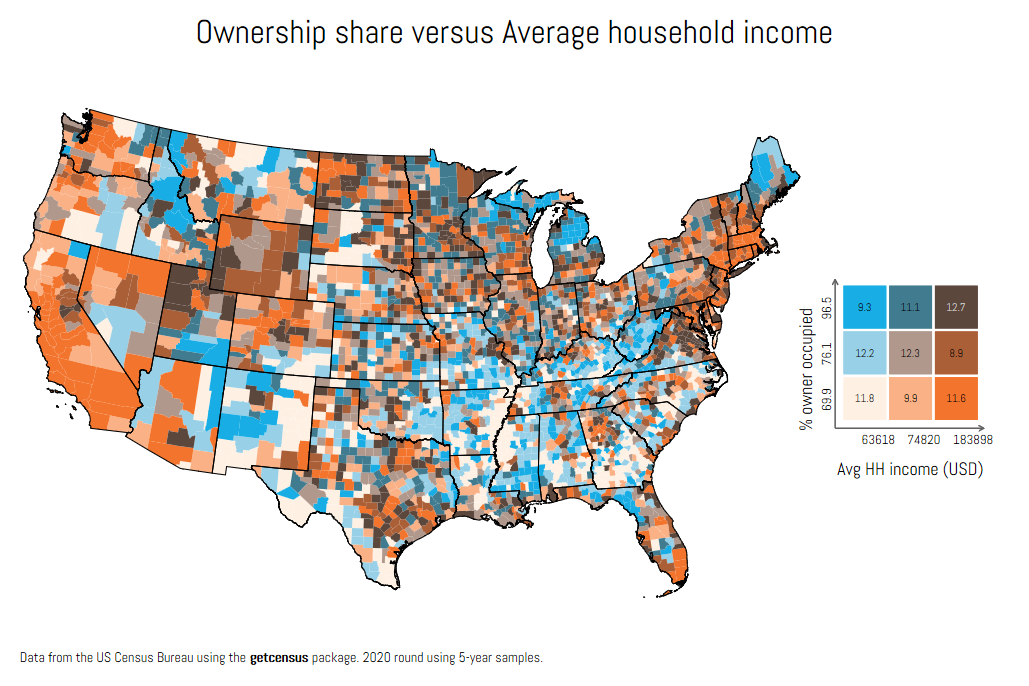 Ownership share versus Average household income
% owner occupied
96.5
76.1
69.9
9.3 11.1 12.7
12.2 12.3 8.9
11.8 9.9 11.6
63618 74820 183898
Avg HH income (USD)
Data from the US Census Bureau using the getcensus package. 2020 round using 5-year samples.